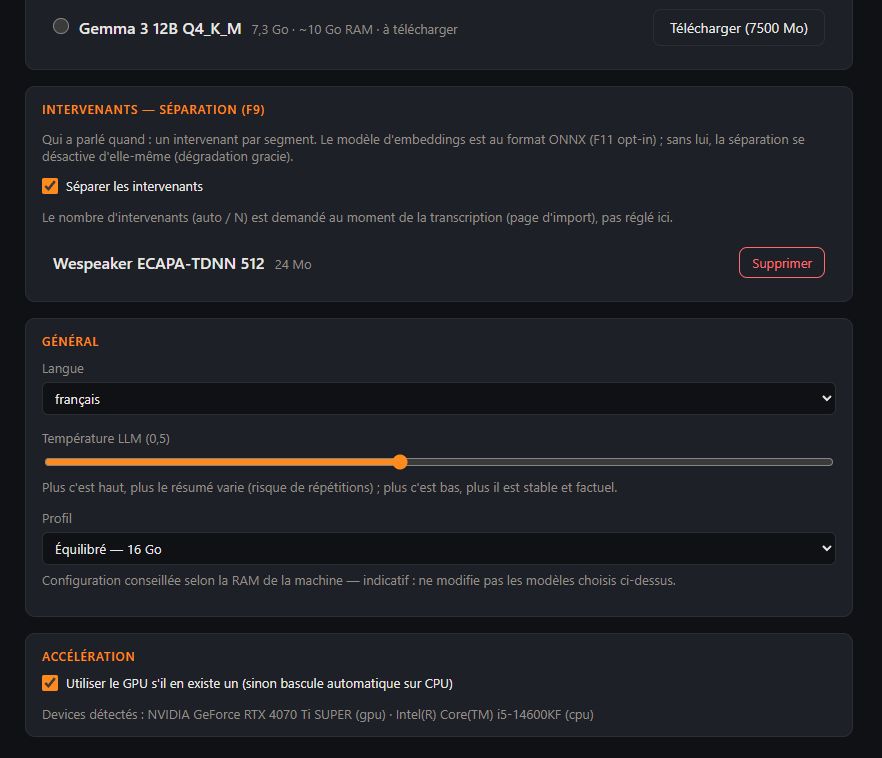 Gemma 3 12B Q4_K_M 7,3 Go · ~10 Go RAM · à télécharger Télécharger (7500 Mo)
INTERVENANTS — SÉPARATION (F9)
Qui a parlé quand : un intervenant par segment. Le modèle d'embeddings est au format ONNX (F11 opt-in) ; sans lui, la séparation se
désactive d'elle-même (dégradation gracie).
Séparer les intervenants
Le nombre d'intervenants (auto / N) est demandé au moment de la transcription (page d'import), pas réglé ici.
Wespeaker ECAPA-TDNN 512 24 Mo Supprimer
GÉNÉRAL
Langue
français
Température LLM (0,5)
Plus c'est haut, plus le résumé varie (risque de répétitions) ; plus c'est bas, plus il est stable et factuel.
Profil
Équilibré — 16 Go
Configuration conseillée selon la RAM de la machine — indicatif : ne modifie pas les modèles choisis ci-dessus.
ACCÉLÉRATION
Utiliser le GPU s'il en existe un (sinon bascule automatique sur CPU)
Devices détectés : NVIDIA GeForce RTX 4070 Ti SUPER (gpu) · Intel(R) Core(TM) i5-14600KF (cpu)